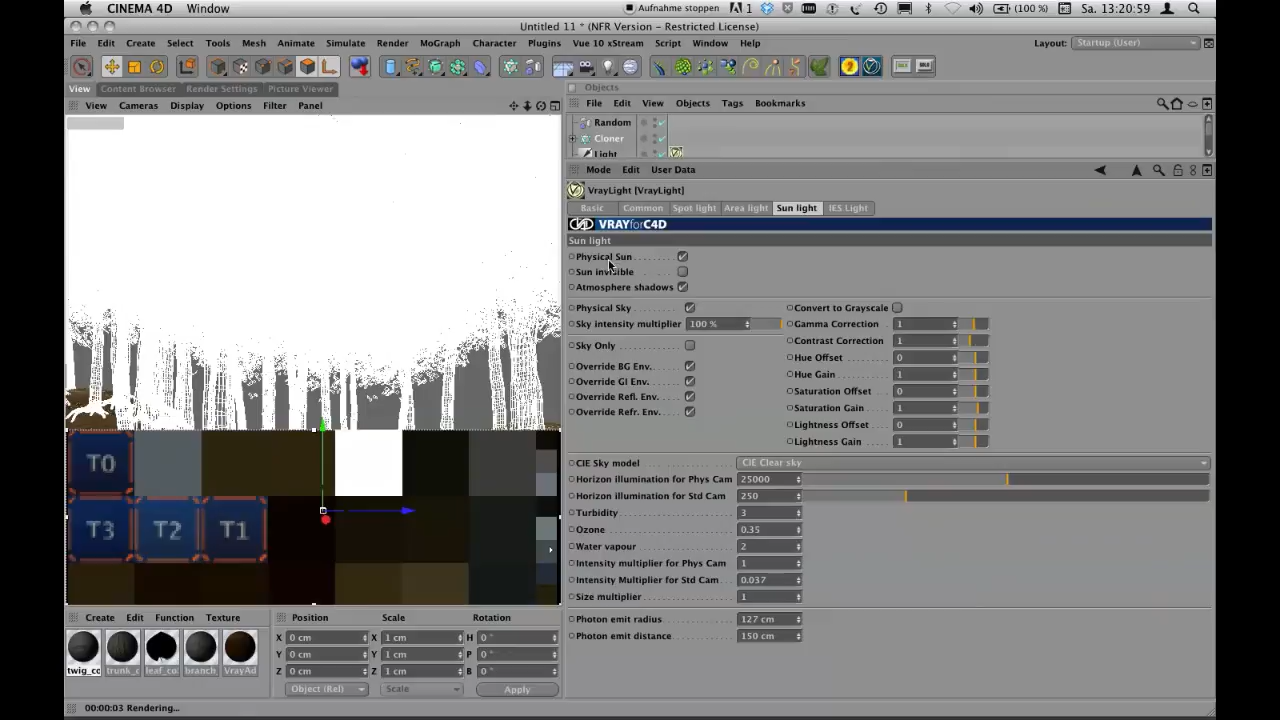 CINEMA 4D Window Aufnahme stoppen 1 (100 %) Sa. 13:20:59
Untitled 11 * (NFR Version - Restricted License)
File Edit Create Select Tools Mesh Animate Simulate Render MoGraph Character Plugins Vue 10 xStream Script Window Help Layout: Startup (User)
View Content Browser Render Settings Picture Viewer
Objects
View Cameras Display Options Filter Panel
File Edit View Objects Tags Bookmarks
Random
Cloner
Light
Mode Edit User Data
VrayLight [VrayLight]
Basic Common Spot light Area light Sun light IES Light
VRAYforC4D
Sun light
Physical Sun
Sun invisible
Atmosphere shadows
Physical Sky Convert to Grayscale
Sky intensity multiplier 100 % Gamma Correction 1
Contrast Correction 1
Sky Only
Hue Offset 0
Override BG Env.
Hue Gain 1
Override GI Env.
Saturation Offset 0
Override Refl. Env.
Saturation Gain 1
Override Refr. Env.
Lightness Offset 0
Lightness Gain 1
CIE Sky model CIE Clear sky
Horizon illumination for Phys Cam 25000
Horizon illumination for Std Cam 250
Turbidity 3
Ozone 0.35
Water vapour 2
Intensity multiplier for Phys Cam 1
Intensity Multiplier for Std Cam 0.037
Size multiplier 1
Photon emit radius 127 cm
Photon emit distance 150 cm
T0
T3 T2 T1
Create Edit Function Texture
Position Scale Rotation
X 0 cm X 1 cm H 0 °
Y 0 cm Y 1 cm P 0 °
Z 0 cm Z 1 cm B 0 °
twig_co trunk_c leaf_co branch_ VrayAd
Object (Rel) Scale Apply
00:00:03 Rendering...